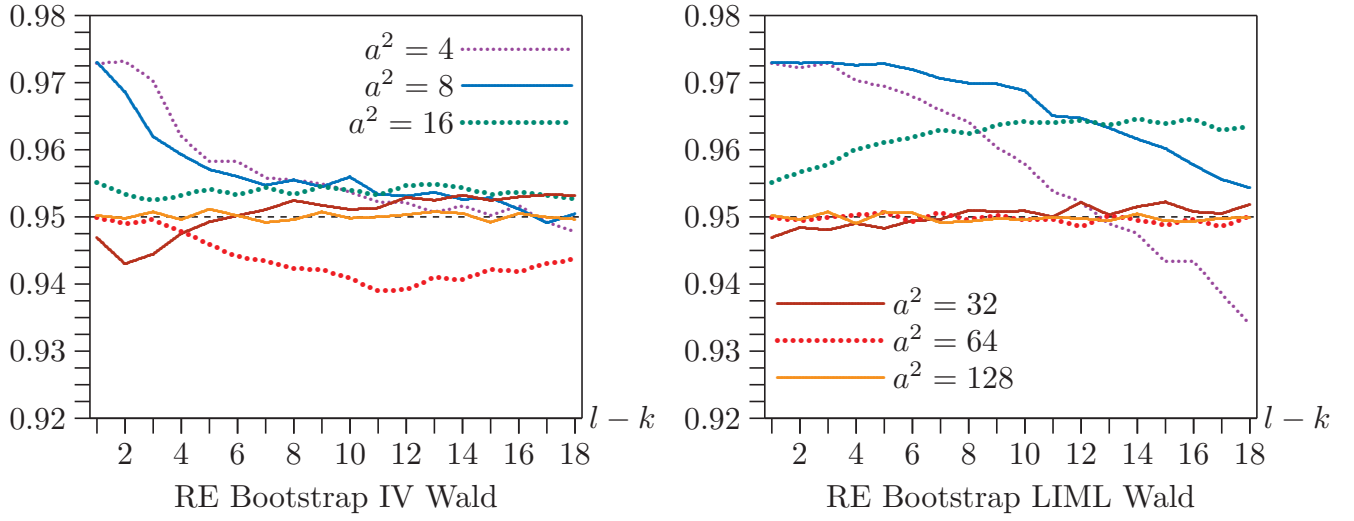 0.98
0.97
0.96
0.95
0.94
0.93
0.92
a² = 4
a² = 8
a² = 16
l − k
2 4 6 8 10 12 14 16 18
RE Bootstrap IV Wald
0.98
0.97
0.96
0.95
0.94
0.93
0.92
a² = 32
a² = 64
a² = 128
l − k
2 4 6 8 10 12 14 16 18
RE Bootstrap LIML Wald